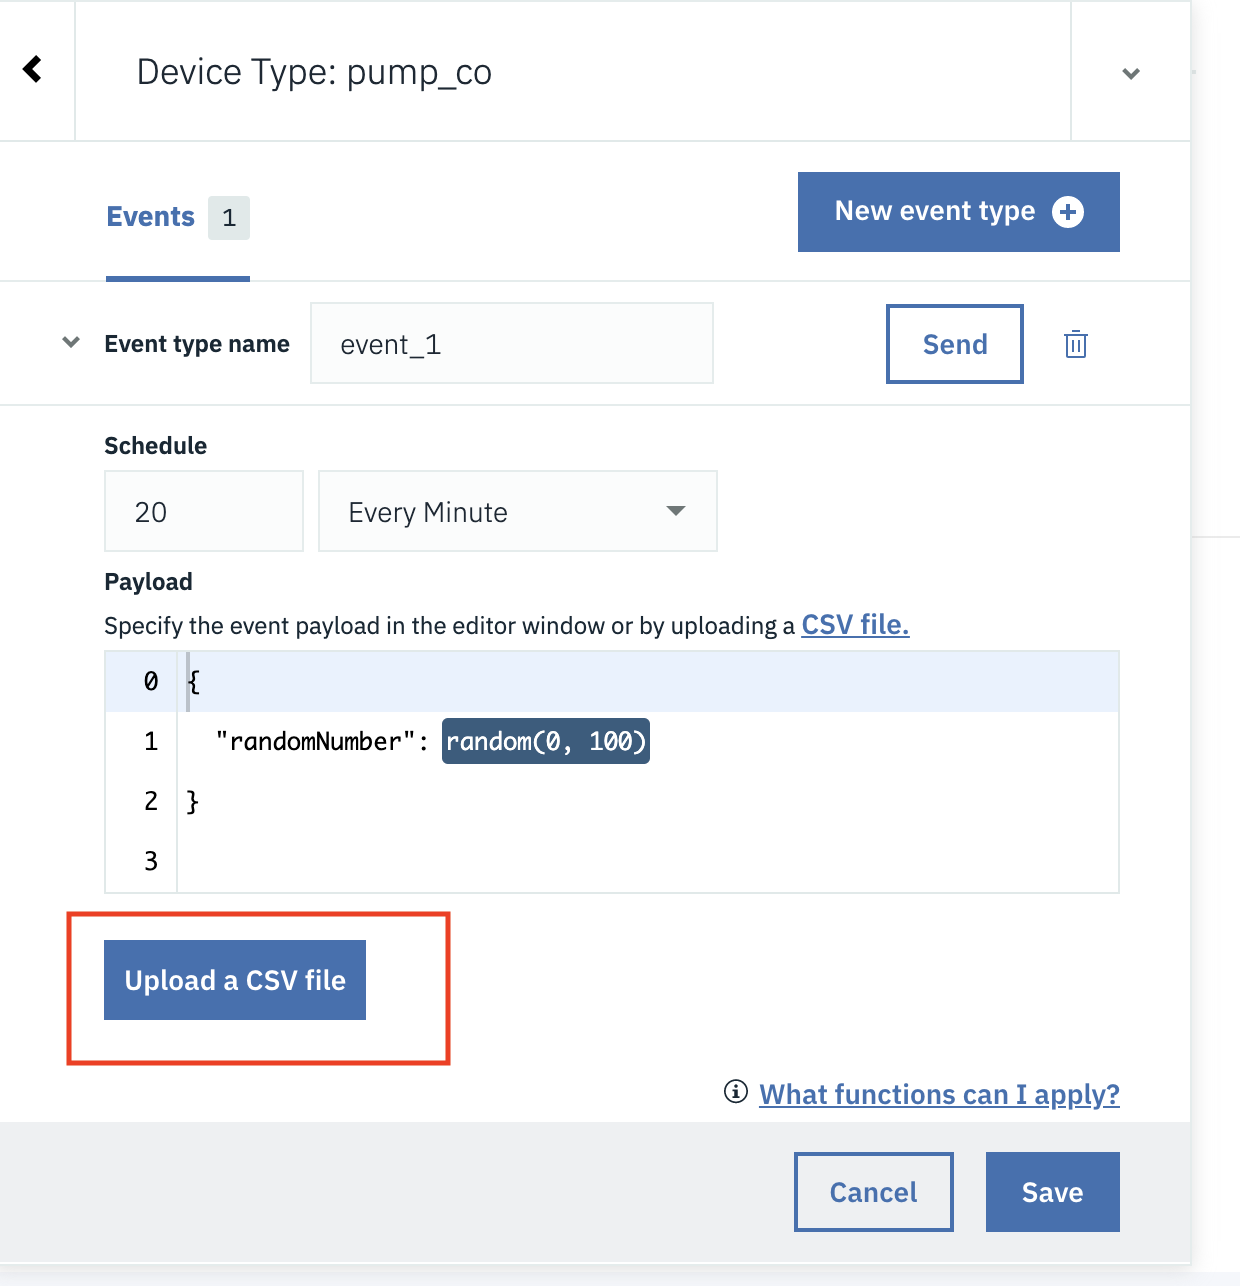 Device Type: pump_co
Events 1
New event type
Event type name event_1 Send
Schedule
20 Every Minute
Payload
Specify the event payload in the editor window or by uploading a CSV file.
0 {
1 "randomNumber": random(0, 100)
2 }
3
Upload a CSV file
What functions can I apply?
Cancel Save